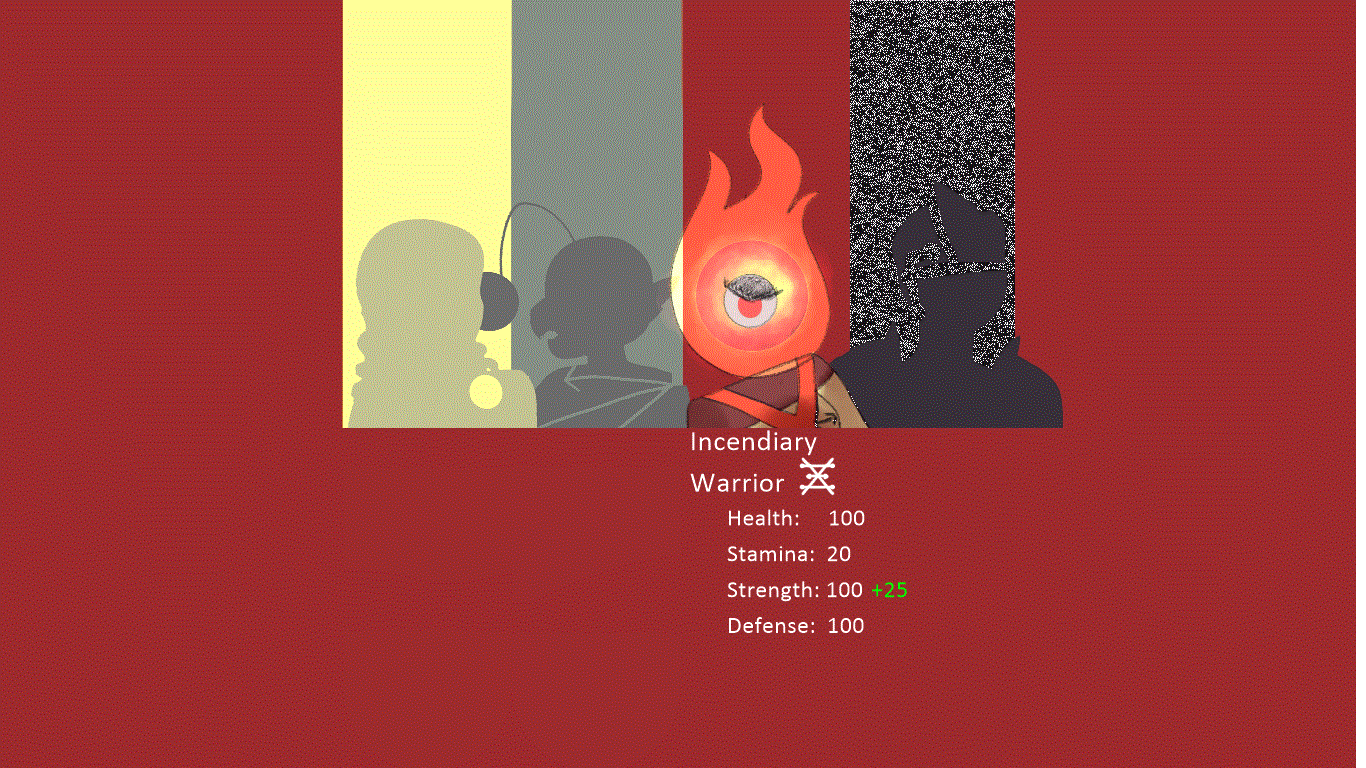 Incendiary
Warrior
Health: 100
Stamina: 20
Strength: 100 +25
Defense: 100